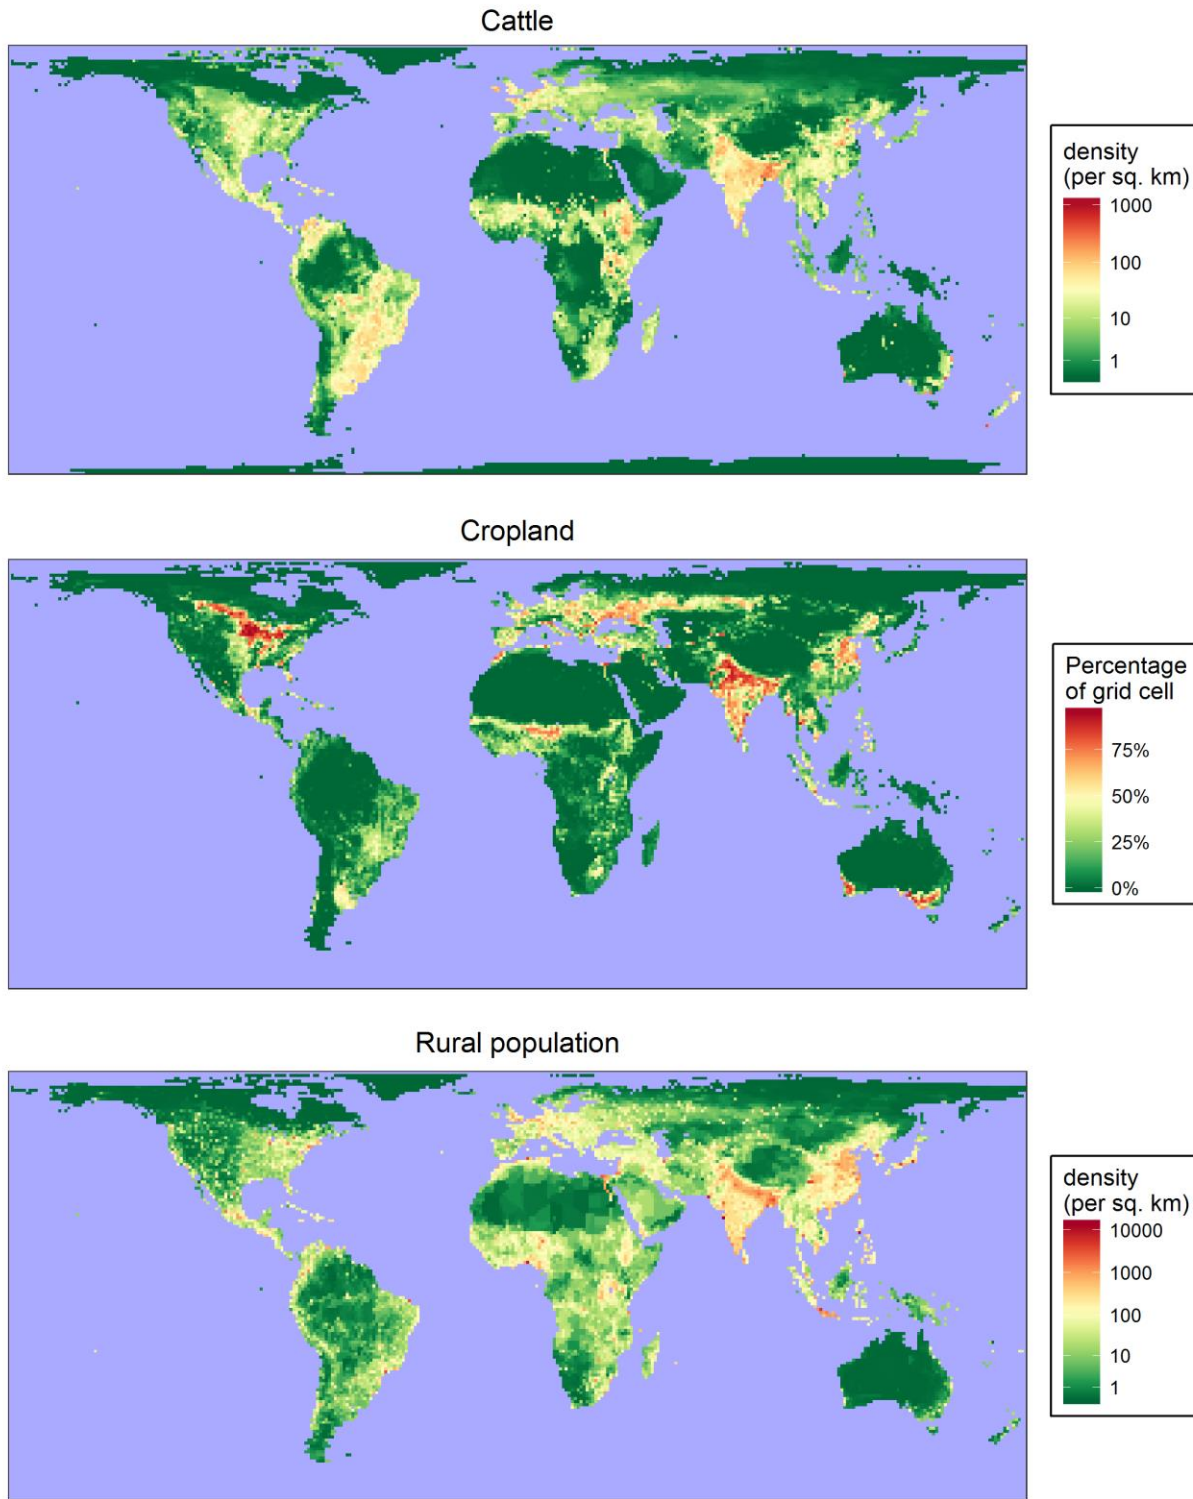 Cattle
density
(per sq. km)
1000
100
10
1
Cropland
Percentage
of grid cell
75%
50%
25%
0%
Rural population
density
(per sq. km)
10000
1000
100
10
1